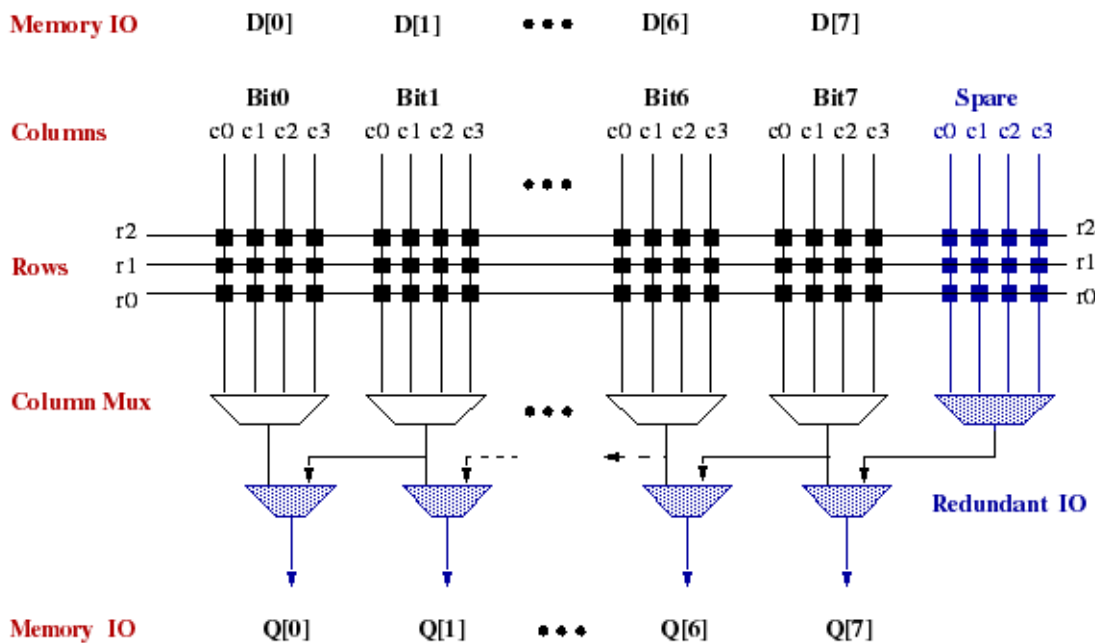 Memory IO D[0] D[1] D[6] D[7]
Bit0 Bit1 Bit6 Bit7 Spare
Columns c0 c1 c2 c3 c0 c1 c2 c3 c0 c1 c2 c3 c0 c1 c2 c3 c0 c1 c2 c3
r2 r2
Rows r1 r1
r0 r0
Column Mux
Redundant IO
Memory IO Q[0] Q[1] Q[6] Q[7]